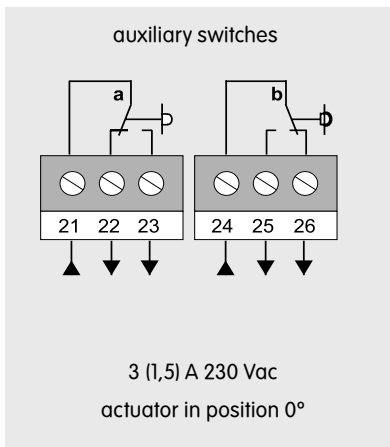 auxiliary switches
a b
21 22 23 24 25 26
3 (1,5) A 230 Vac
actuator in position 0°